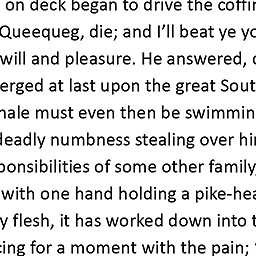 on deck began to drive the coffi
Queequeg, die; and I'll beat ye yo
will and pleasure. He answered,
erged at last upon the great Sout
hale must even then be swimmin
deadly numbness stealing over hi
ponsibilities of some other family,
with one hand holding a pike-hea
y flesh, it has worked down into t
cing for a moment with the pain;